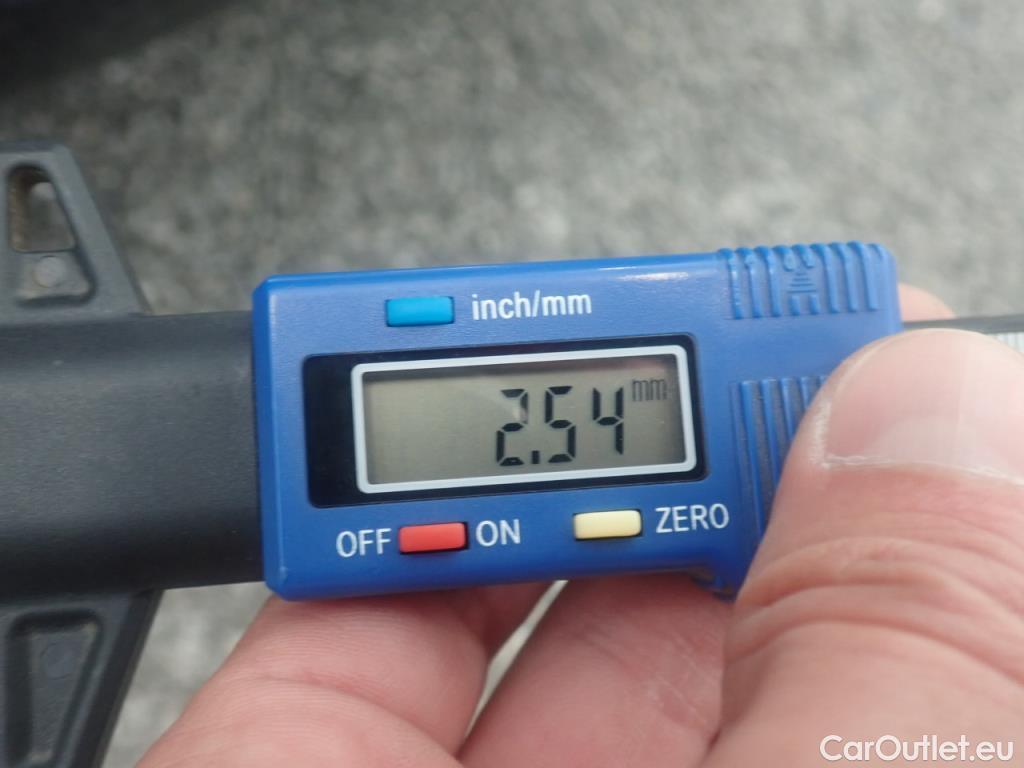 inch/mm
2.54 mm
OFF ON ZERO
CarOutlet.eu